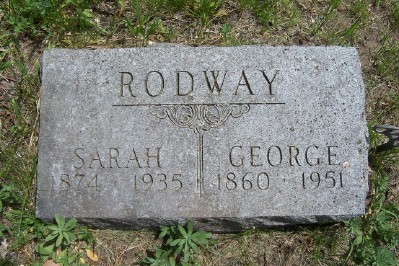 RODWAY
SARAH GEORGE
1874 · 1935 1860 · 1951